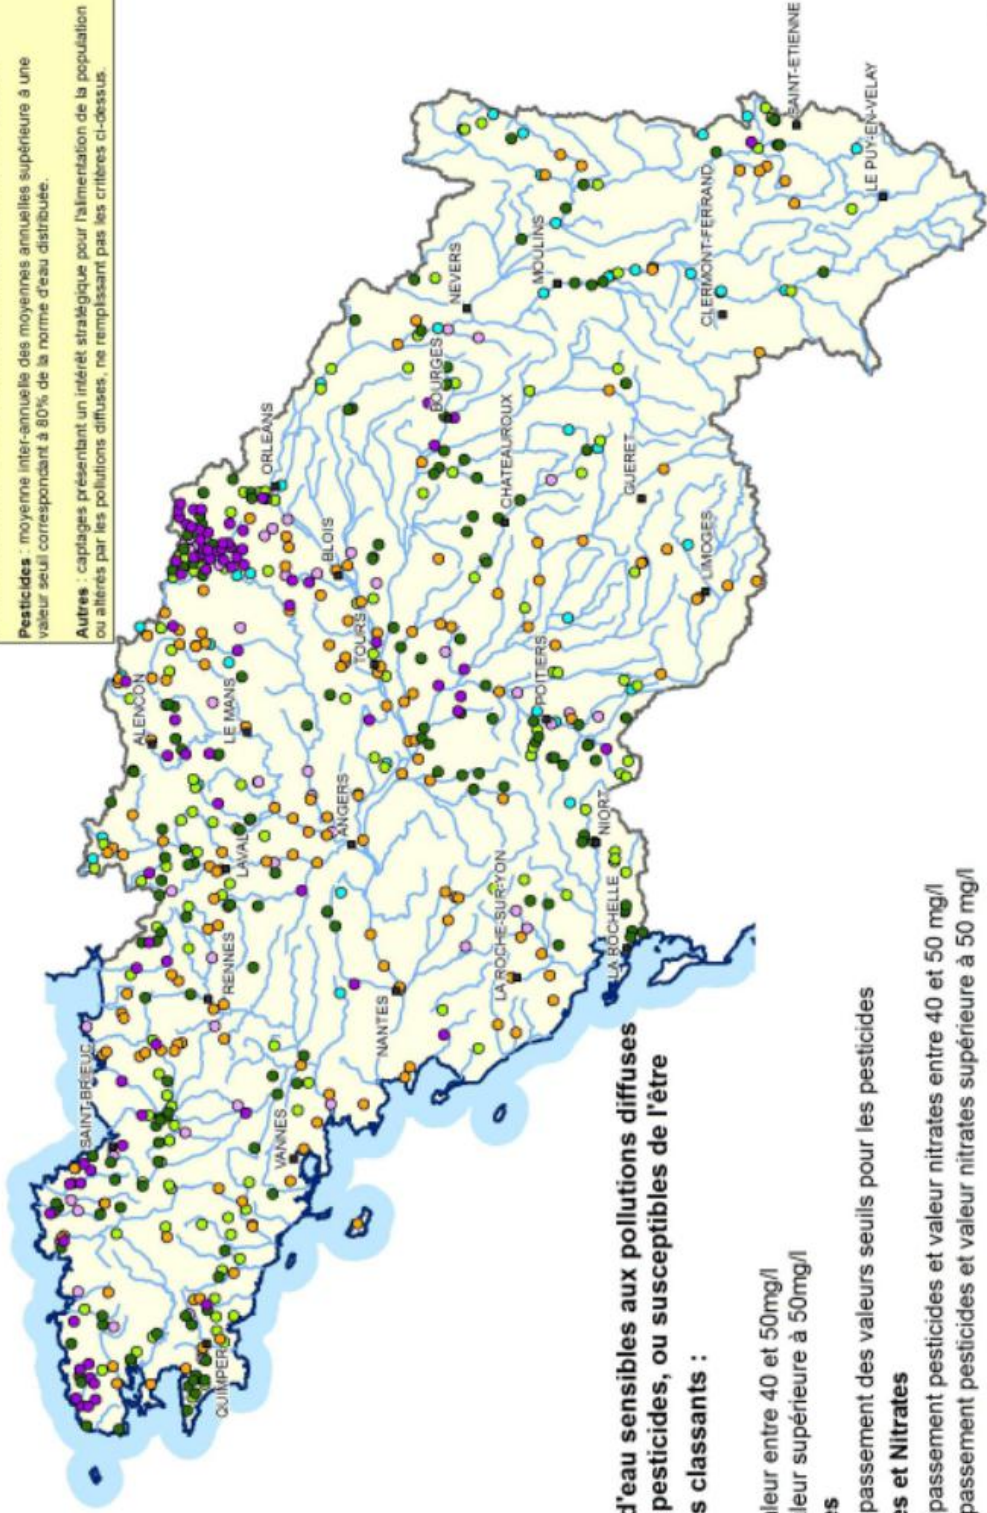 Pesticides : moyenne inter-annuelle des moyennes annuelles supérieure à une
valeur seuil correspondant à 80% de la norme d'eau distribuée.
Autres : captages présentant un intérêt stratégique pour l'alimentation de la population
ou altérés par les pollutions diffuses, ne remplissant pas les critères ci-dessus.
SAINT-BRIEUC
QUIMPER
VANNES
RENNES
LAVAL
ALENCON
LE MANS
ANGERS
NANTES
LA ROCHE-SUR-YON
LA ROCHELLE
NIORT
POITIERS
TOURS
BLOIS
ORLEANS
CHATEAUROUX
BOURGES
NEVERS
MOULINS
GUERET
LIMOGES
CLERMONT-FERRAND
LE PUY-EN-VELAY
SAINT-ETIENNE
d'eau sensibles aux pollutions diffuses
pesticides, ou susceptibles de l'être
s classants :
leur entre 40 et 50mg/l
leur supérieure à 50mg/l
es
passement des valeurs seuils pour les pesticides
es et Nitrates
passement pesticides et valeur nitrates entre 40 et 50 mg/l
passement pesticides et valeur nitrates supérieure à 50 mg/l